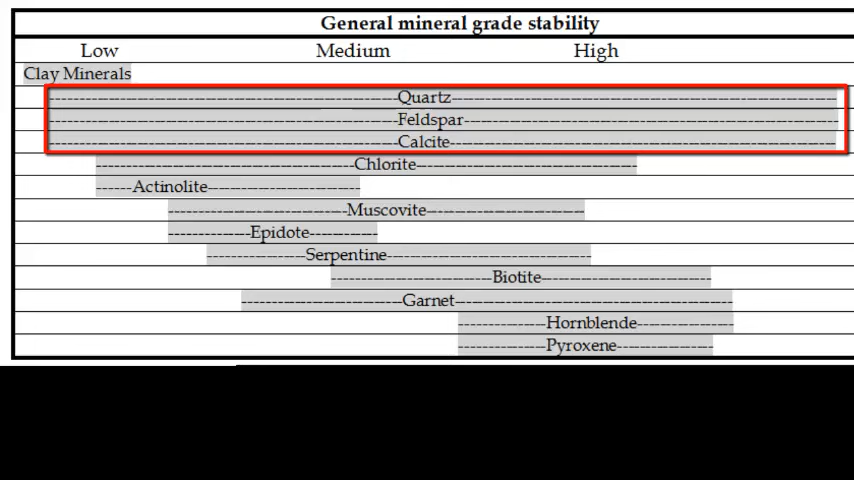 General mineral grade stability
Low Medium High
Clay Minerals
Quartz
Feldspar
Calcite
Chlorite
Actinolite
Muscovite
Epidote
Serpentine
Biotite
Garnet
Hornblende
Pyroxene